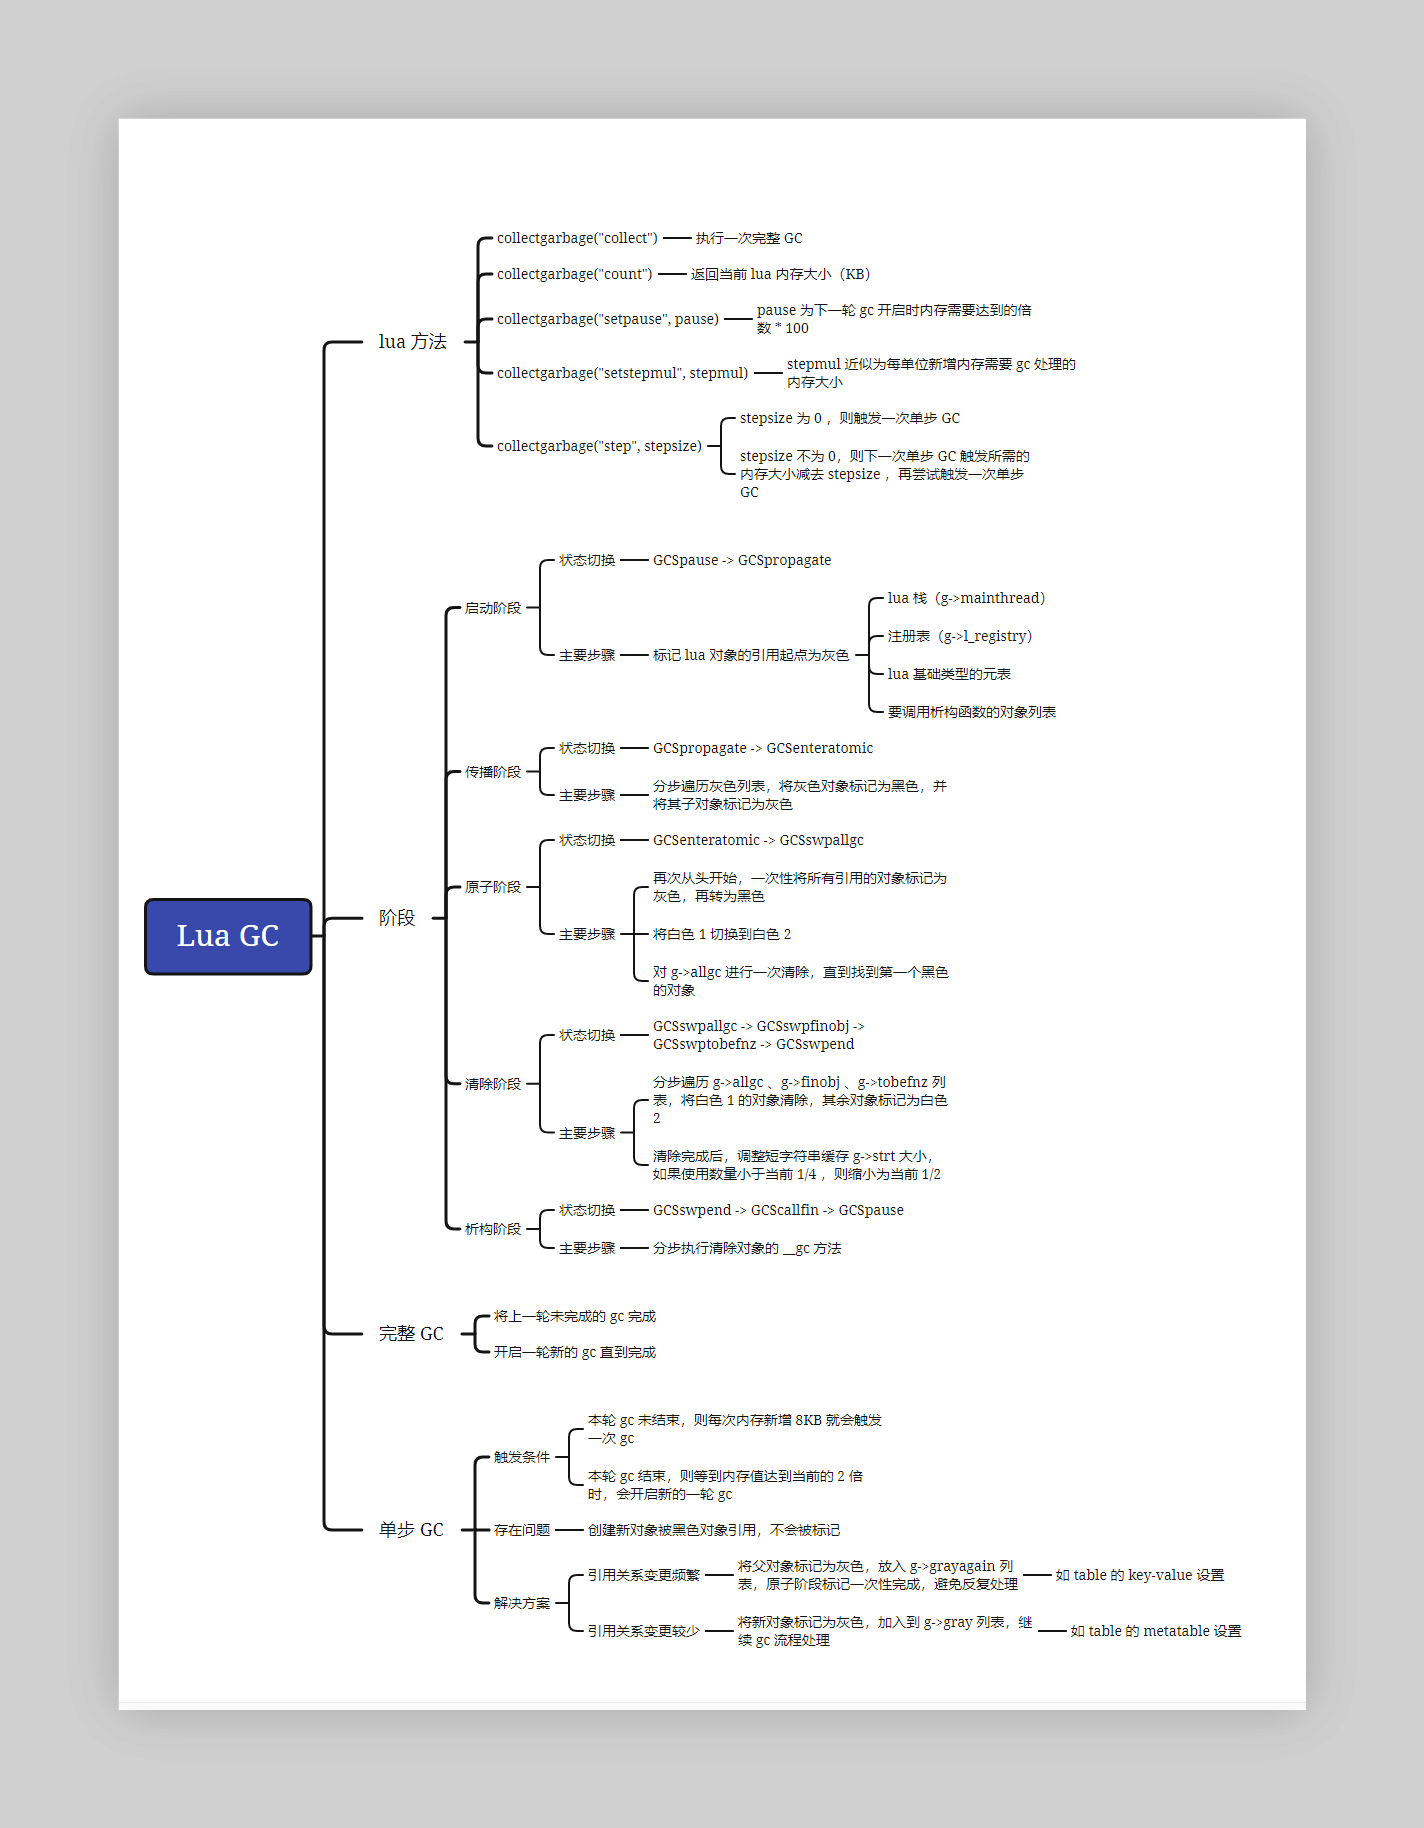 Lua GC
lua 方法
collectgarbage("collect")
执行一次完整 GC
collectgarbage("count")
返回当前 lua 内存大小（KB）
collectgarbage("setpause", pause)
pause 为下一轮 gc 开启时内存需要达到的倍
数 * 100
collectgarbage("setstepmul", stepmul)
stepmul 近似为每单位新增内存需要 gc 处理的
内存大小
collectgarbage("step", stepsize)
stepsize 为 0 ，则触发一次单步 GC
stepsize 不为 0，则下一次单步 GC 触发所需的
内存大小减去 stepsize ，再尝试触发一次单步
GC
阶段
启动阶段
状态切换
GCSpause -> GCSpropagate
主要步骤
标记 lua 对象的引用起点为灰色
lua 栈（g->mainthread）
注册表（g->l_registry）
lua 基础类型的元表
要调用析构函数的对象列表
传播阶段
状态切换
GCSpropagate -> GCSenteratomic
主要步骤
分步遍历灰色列表，将灰色对象标记为黑色，并
将其子对象标记为灰色
原子阶段
状态切换
GCSenteratomic -> GCSswpallgc
主要步骤
再次从头开始，一次性将所有引用的对象标记为
灰色，再转为黑色
将白色 1 切换到白色 2
对 g->allgc 进行一次清除，直到找到第一个黑色
的对象
清除阶段
状态切换
GCSswpallgc -> GCSswpfinobj ->
GCSswptobefnz -> GCSswpend
主要步骤
分步遍历 g->allgc 、g->finobj 、g->tobefnz 列
表，将白色 1 的对象清除，其余对象标记为白色
2
清除完成后，调整短字符串缓存 g->strt 大小，
如果使用数量小于当前 1/4 ，则缩小为当前 1/2
析构阶段
状态切换
GCSswpend -> GCScallfin -> GCSpause
主要步骤
分步执行清除对象的 __gc 方法
完整 GC
将上一轮未完成的 gc 完成
开启一轮新的 gc 直到完成
单步 GC
触发条件
本轮 gc 未结束，则每次内存新增 8KB 就会触发
一次 gc
本轮 gc 结束，则等到内存值达到当前的 2 倍
时，会开启新的一轮 gc
存在问题
创建新对象被黑色对象引用，不会被标记
解决方案
引用关系变更频繁
将父对象标记为灰色，放入 g->grayagain 列
表，原子阶段标记一次性完成，避免反复处理
如 table 的 key-value 设置
引用关系变更较少
将新对象标记为灰色，加入到 g->gray 列表，继
续 gc 流程处理
如 table 的 metatable 设置